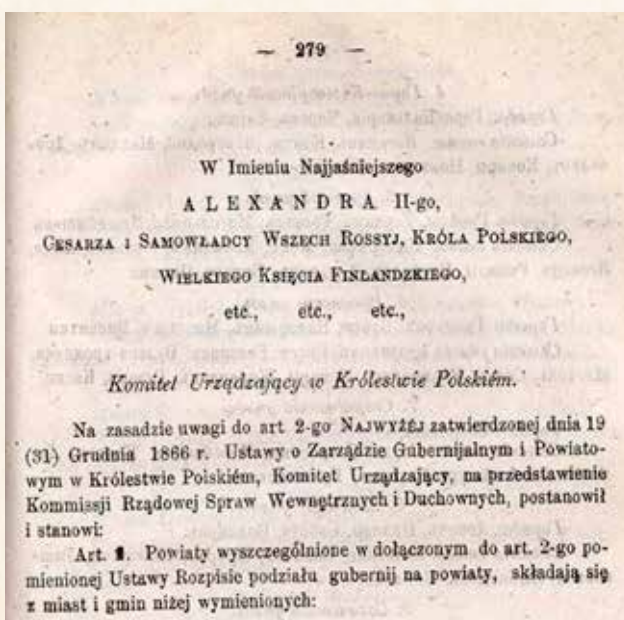 — 279 —
W Imieniu Najjaśniejszego
ALEXANDRA II-go,
CESARZA I SAMOWŁADCY WSZECH ROSSYJ, KRÓLA POLSKIEGO,
WIELKIEGO KSIĘCIA FINLANDZKIEGO,
etc., etc., etc.,
Komitet Urządzający w Królestwie Polskiém.
Na zasadzie uwagi do art 2-go NAJWYŻÉJ zatwierdzonej dnia 19
(31) Grudnia 1866 r. Ustawy o Zarządzie Gubernijalnym i Powiato-
wym w Królestwie Polskiém, Komitet Urządzający, na przedstawienie
Kommissji Rządowej Spraw Wewnętrznych i Duchownych, postanowił
i stanowi:
Art. 1. Powiaty wyszczególnione w dołączonym do art. 2-go po-
mienionej Ustawy Rozpisie podziału gubernij na powiaty, składają się
z miast i gmin niżej wymienionych: